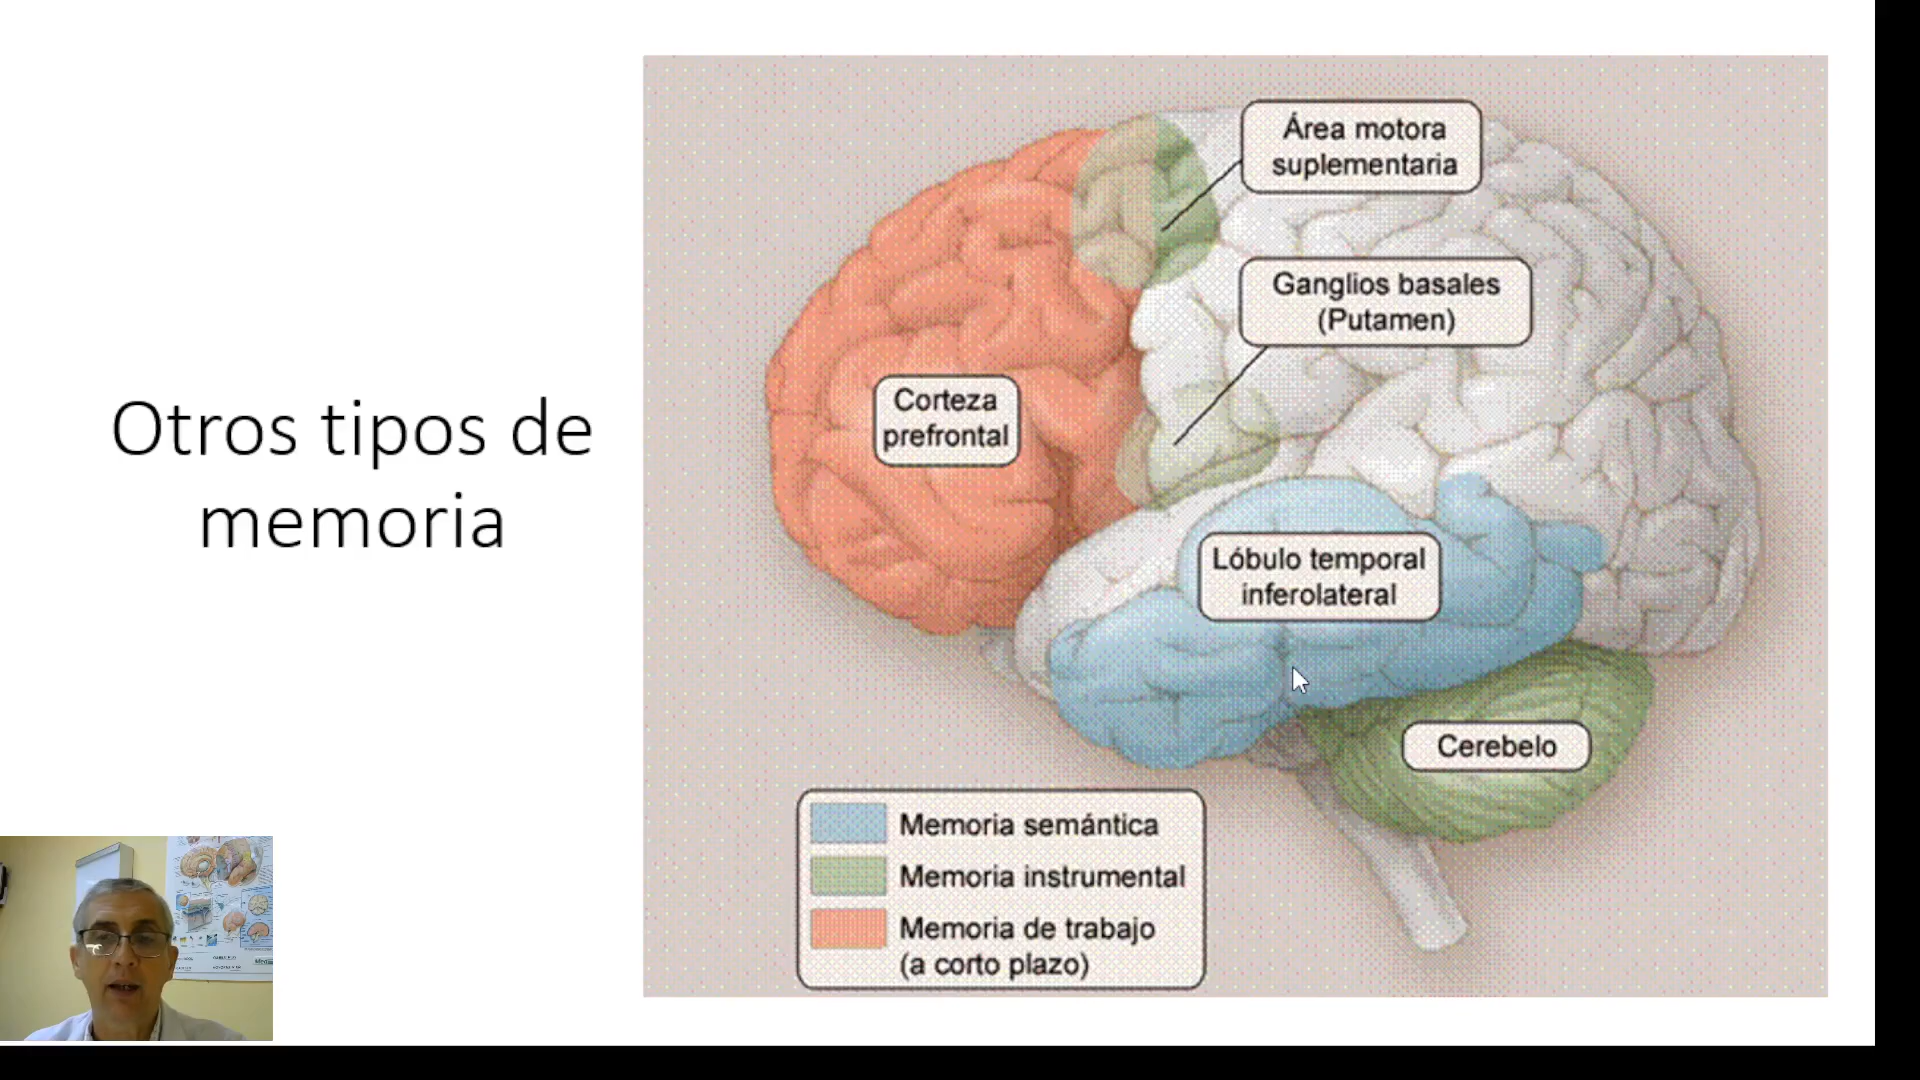 Otros tipos de
memoria
Área motora
suplementaria
Ganglios basales
(Putamen)
Corteza
prefrontal
Lóbulo temporal
inferolateral
Cerebelo
Memoria semántica
Memoria instrumental
Memoria de trabajo
(a corto plazo)